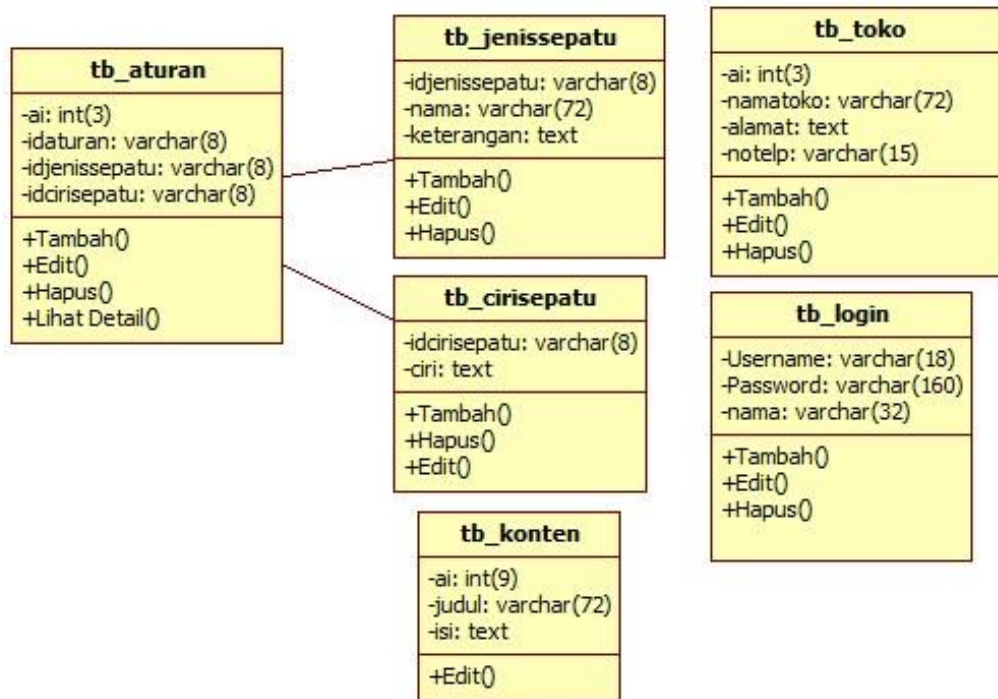 tb_aturan
-ai: int(3)
-idaturan: varchar(8)
-idjenissepatu: varchar(8)
-idcirisepatu: varchar(8)
+Tambah()
+Edit()
+Hapus()
+Lihat Detail()
tb_jenissepatu
-idjenissepatu: varchar(8)
-nama: varchar(72)
-keterangan: text
+Tambah()
+Edit()
+Hapus()
tb_cirisepatu
-idcirisepatu: varchar(8)
-ciri: text
+Tambah()
+Hapus()
+Edit()
tb_konten
-ai: int(9)
-judul: varchar(72)
-isi: text
+Edit()
tb_toko
-ai: int(3)
-namatoko: varchar(72)
-alamat: text
-notelp: varchar(15)
+Tambah()
+Edit()
+Hapus()
tb_login
-Username: varchar(18)
-Password: varchar(160)
-nama: varchar(32)
+Tambah()
+Edit()
+Hapus()